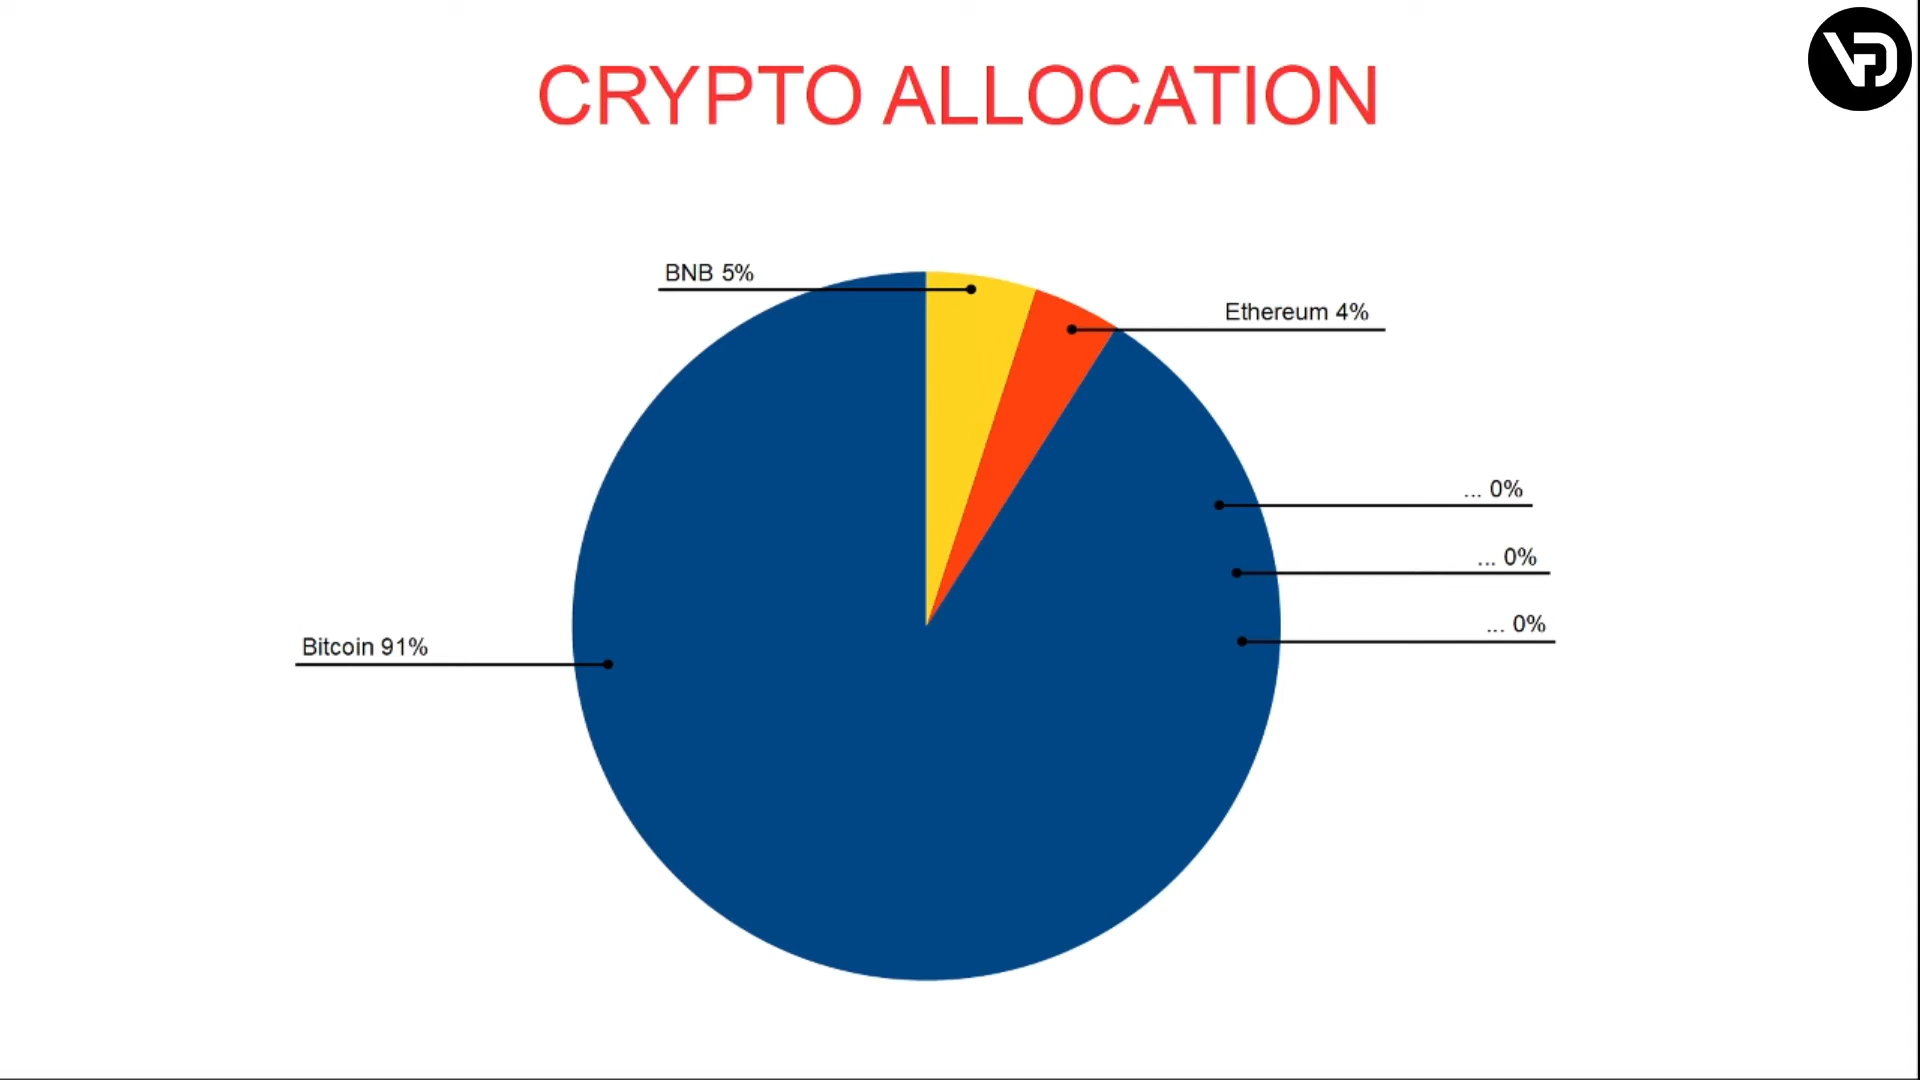 CRYPTO ALLOCATION
BNB 5%
Ethereum 4%
... 0%
... 0%
... 0%
Bitcoin 91%